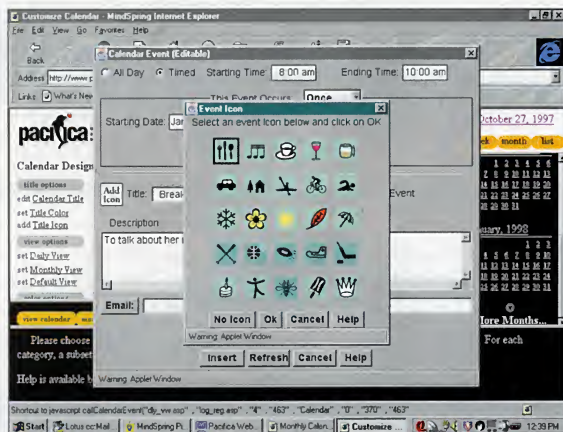 Customize Calendar - MindSpring Internet Explorer
File Edit View Go Favorites Help
Back
Address http://www.p
Links What's New
October 27, 1997
week month list
pacifica
Calendar Design
title options
edit Calendar Title
set Title Color
add Title Icon
view options
set Daily View
set Monthly View
set Default View
view calendar
Please choose
category, a subset
Help is available b
For each
More Months...
Calendar Event (Editable)
All Day Timed Starting Time: 8:00 am Ending Time: 10:00 am
This Event Occurs: Once
Starting Date: Jan
Add Icon
Title: Break
Event
Description
To talk about her i
Email:
Insert Refresh Cancel Help
Warning: Applet Window
Event Icon
Select an event Icon below and click on OK
No Icon Ok Cancel Help
Warning: Applet Window
Shortcut to javascript:callCalendarEvent("dly_vw.asp", "log_rep.asp", "4", "463", "Calendar", "0", "370", "463"
Start Lotus cc:Mail MindSpring Pi. Pacifica Web.. Monthly Calen.. Customize ... 12:39 PM